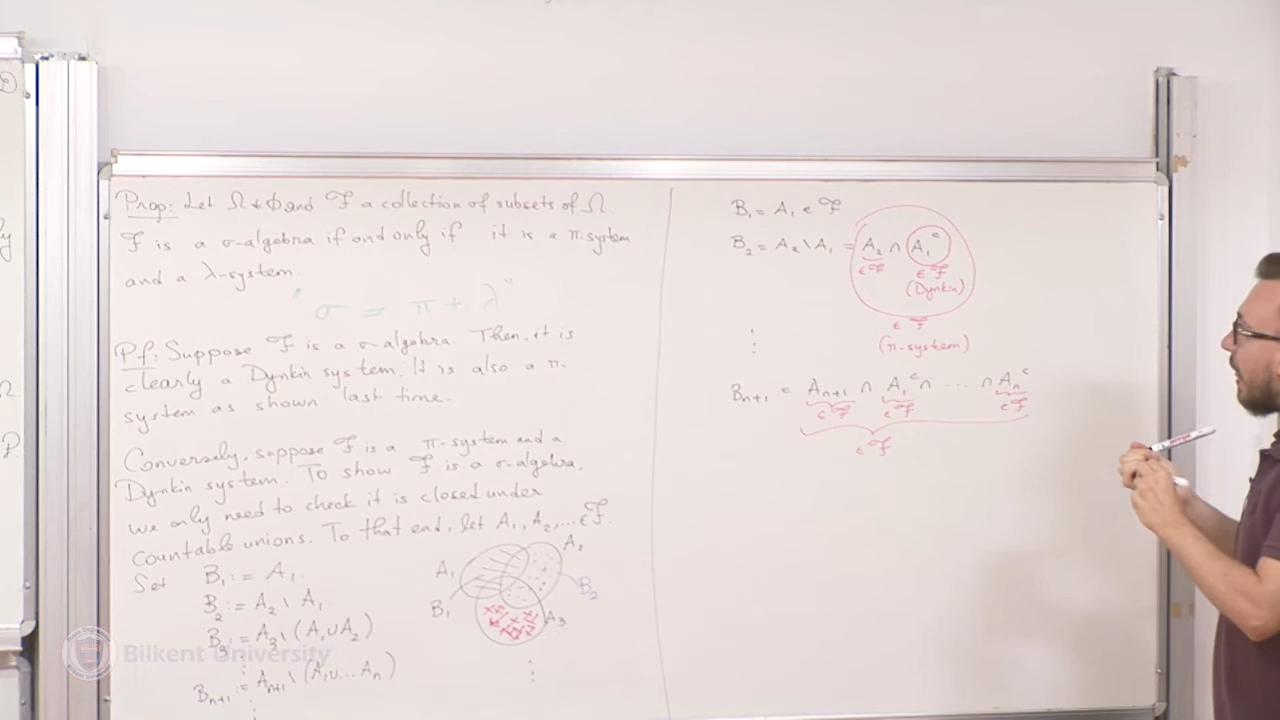 Prop: Let Ω ≠ ∅ and ℱ a collection of subsets of Ω.
ℱ is a σ-algebra if and only if it is a π-system
and a λ-system.
"σ = π + λ"
Pf: Suppose ℱ is a σ-algebra. Then, it is
clearly a Dynkin system. It is also a π-
system as shown last time.
Conversely, suppose ℱ is a π-system and a
Dynkin system. To show ℱ is a σ-algebra,
we only need to check it is closed under
countable unions. To that end, let A₁, A₂, ... ∈ ℱ.
Set B₁ := A₁
B₂ := A₂ \ A₁
B₃ := A₃ \ (A₁ ∪ A₂)
⋮
Bₙ₊₁ := Aₙ₊₁ \ (A₁ ∪ ... Aₙ)
⋮
A₁
A₂
B₁
B₂
A₃
⋮
B₁ = A₁ ∈ ℱ
B₂ = A₂ \ A₁ = A₂ ∩ A₁ᶜ
∈ ℱ ∈ ℱ
(Dynkin)
∈ ℱ
(π-system)
⋮
Bₙ₊₁ = Aₙ₊₁ ∩ A₁ᶜ ∩ ... ∩ Aₙᶜ
∈ ℱ ∈ ℱ ∈ ℱ
∈ ℱ
Bilkent University